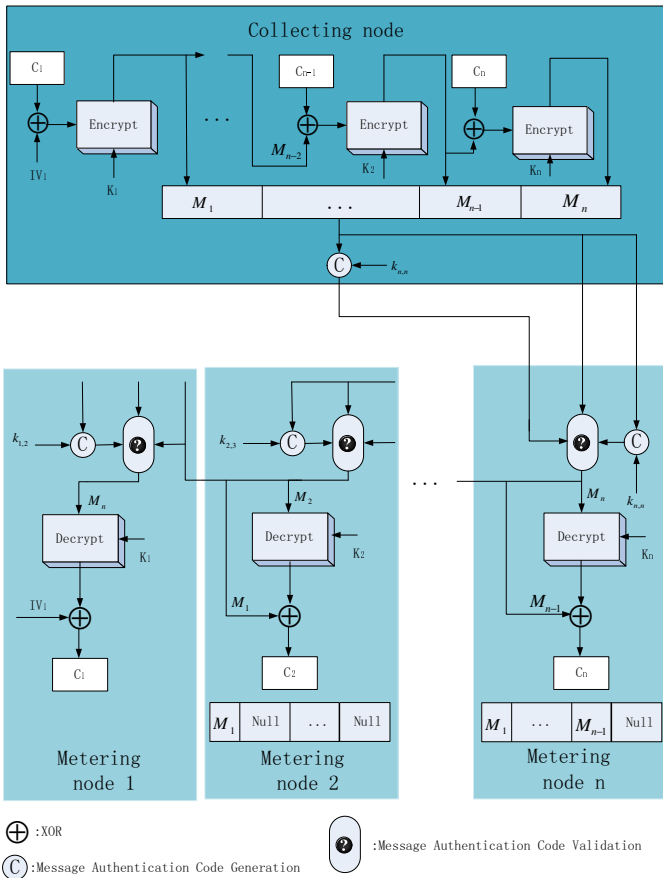 Collecting node
C1 Cn-1 Cn
Encrypt ... Encrypt Encrypt
Mn-2
IV1 K1 K2 Kn
M1 ... Mn-1 Mn
C kn,n
k1,2 C ? k2,3 C ? ? C
... kn,n
Mn M2 Mn
Decrypt Decrypt Decrypt
K1 K2 Kn
IV1 M1 Mn-1
C1 C2 Cn
M1 Null ... Null M1 ... Mn-1 Null
Metering
node 1
Metering
node 2
Metering
node n
:XOR
? :Message Authentication Code Validation
C :Message Authentication Code Generation